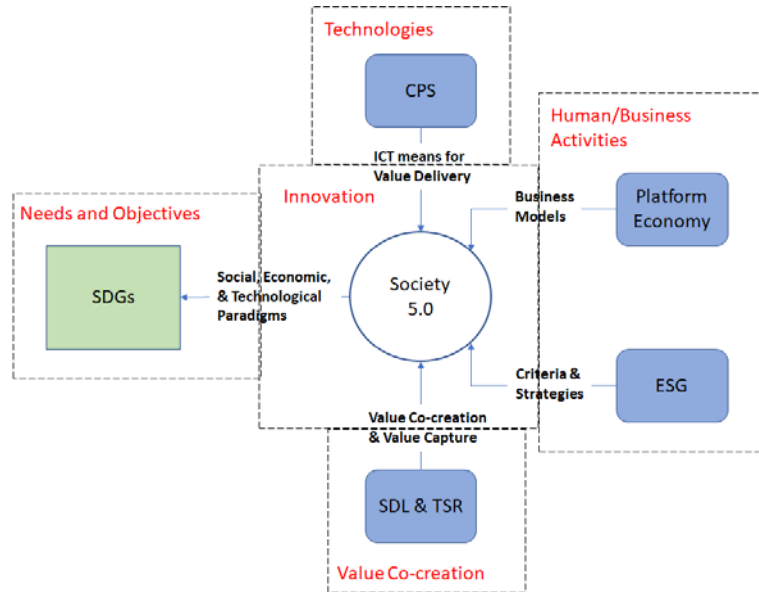 Technologies
CPS
ICT means for
Value Delivery
Human/Business
Activities
Innovation
Business
Models
Platform
Economy
Needs and Objectives
SDGs
Social, Economic,
& Technological
Paradigms
Society
5.0
Criteria &
Strategies
ESG
Value Co-creation
& Value Capture
SDL & TSR
Value Co-creation